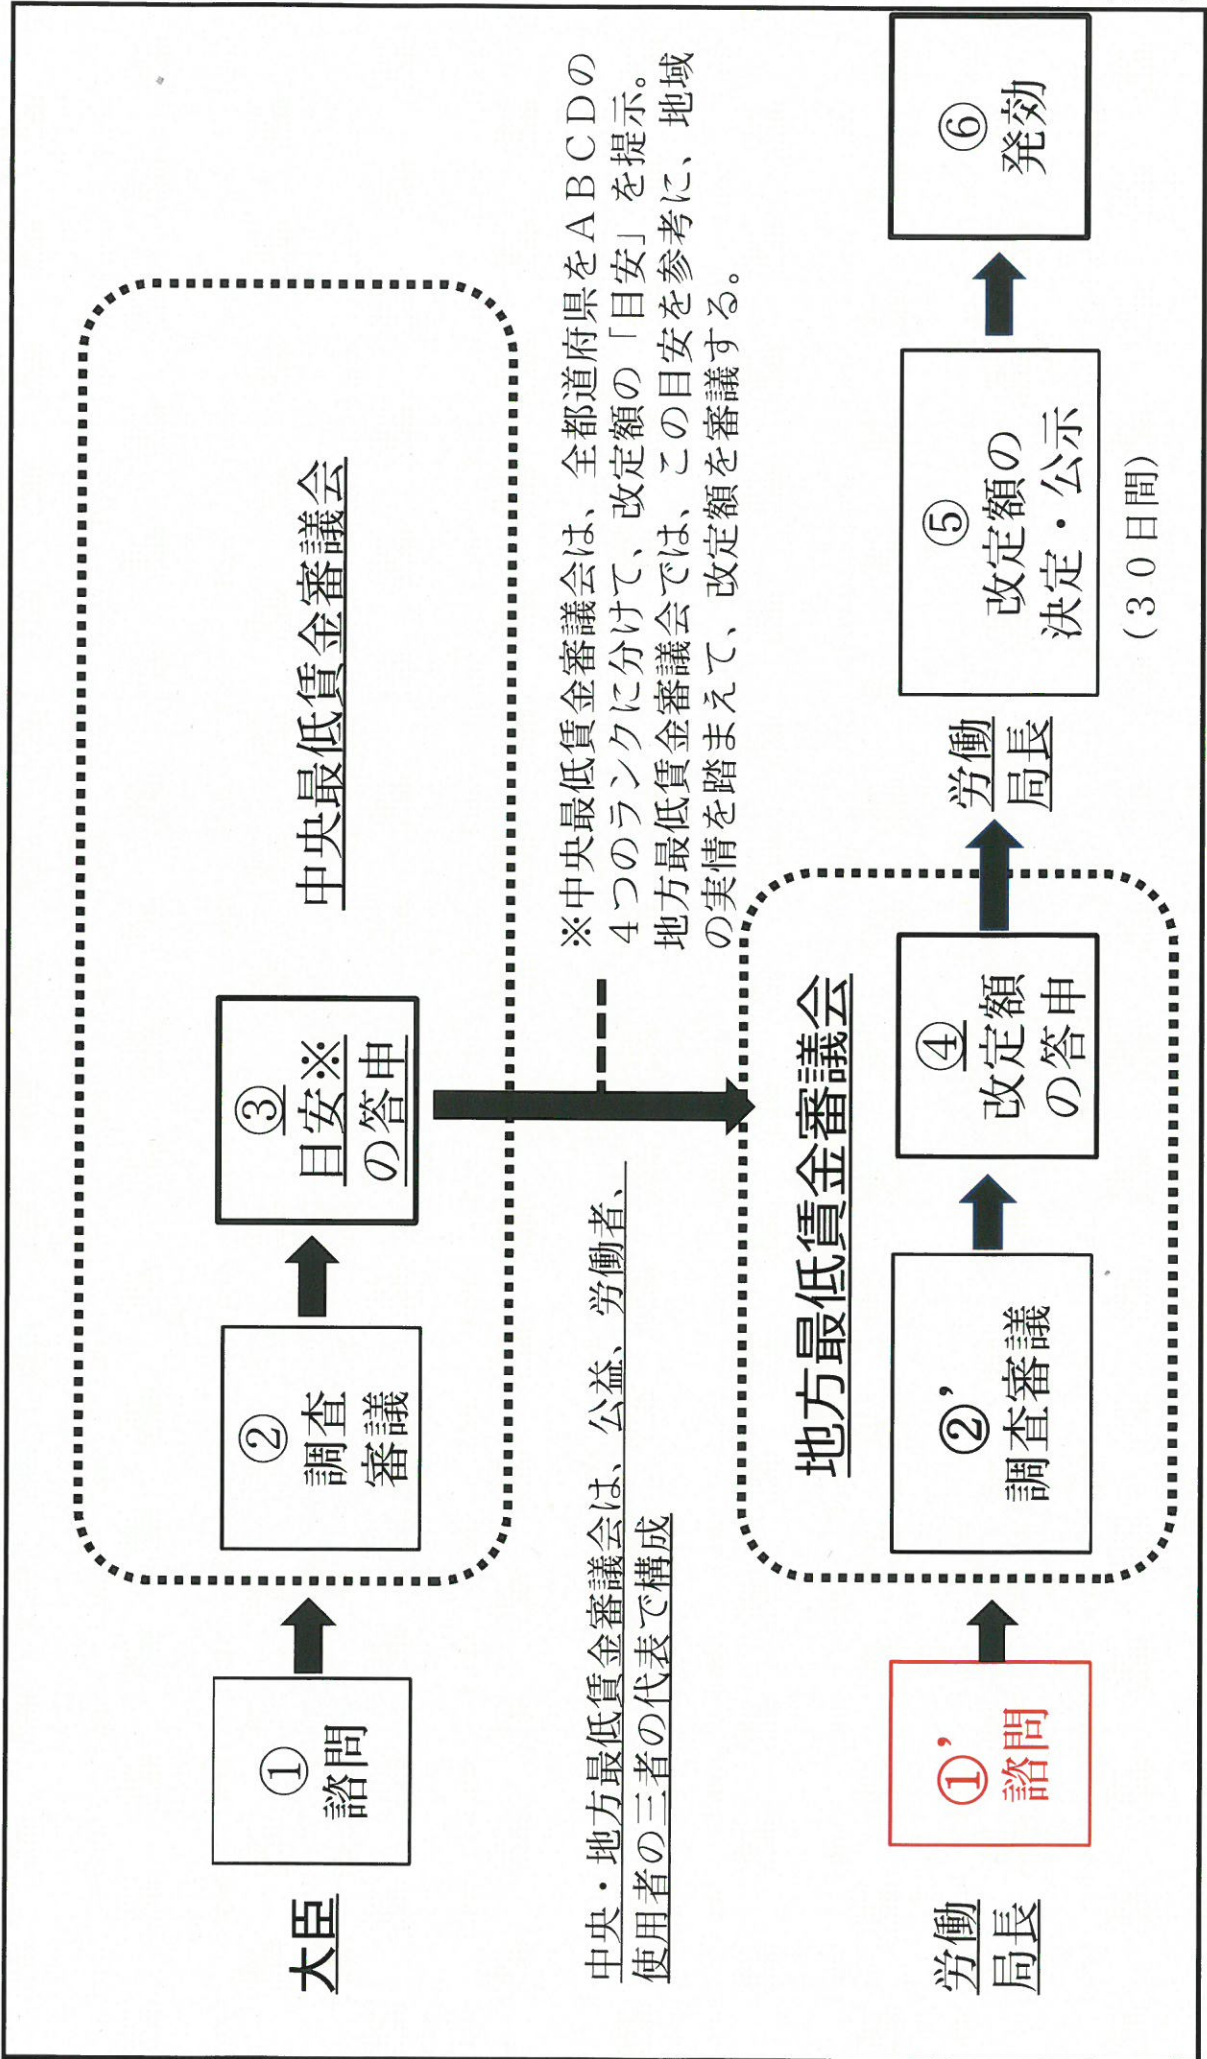 大臣
①
諮問
②
調査
審議
③
目安※
の答申
中央最低賃金審議会
中央・地方最低賃金審議会は、公益、労働者、
使用者の三者の代表で構成
※中央最低賃金審議会は、全都道府県をＡＢＣＤの
４つのランクに分けて、改定額の「目安」を提示。
地方最低賃金審議会では、この目安を参考に、地域
の実情を踏まえて、改定額を審議する。
地方最低賃金審議会
労働
局長
①’
諮問
②’
調査審議
④
改定額
の答申
労働
局長
⑤
改定額の
決定・公示
（３０日間）
⑥
発効